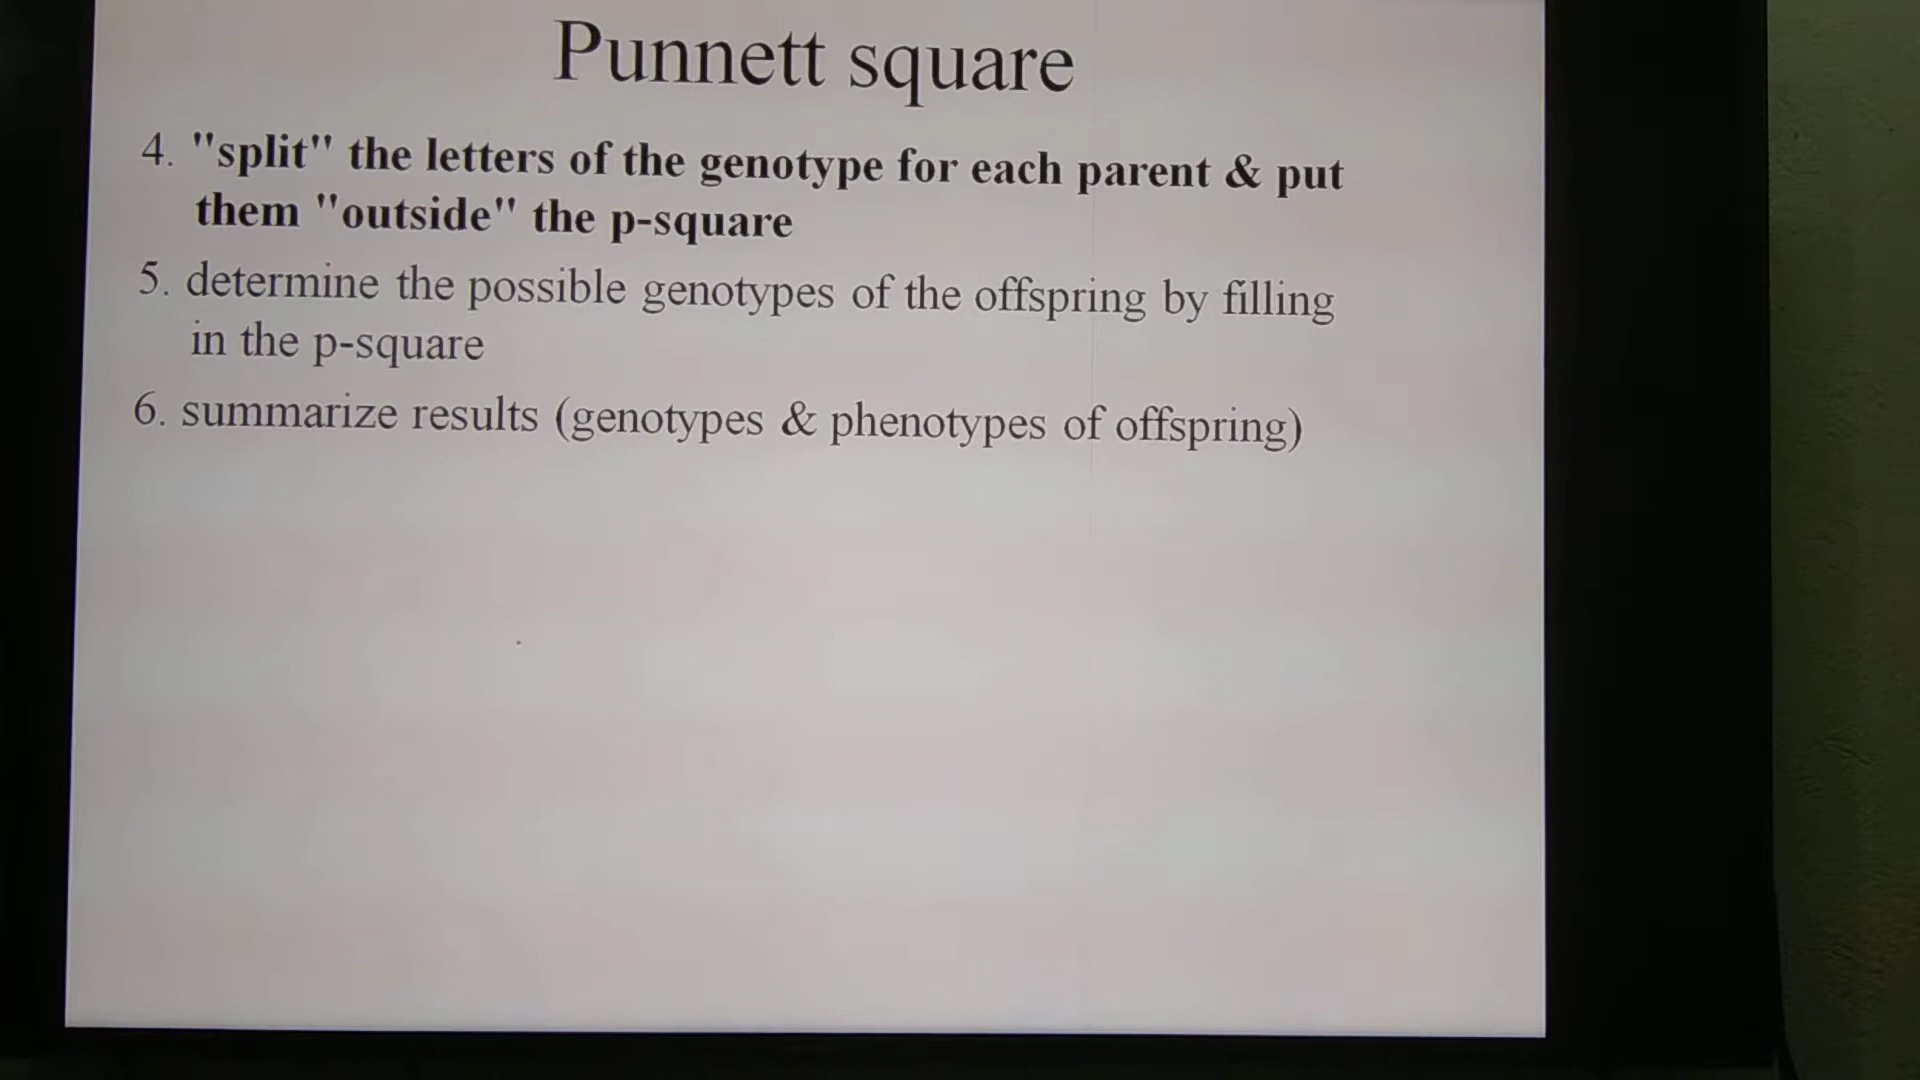 Punnett square
4. "split" the letters of the genotype for each parent & put
them "outside" the p-square
5. determine the possible genotypes of the offspring by filling
in the p-square
6. summarize results (genotypes & phenotypes of offspring)